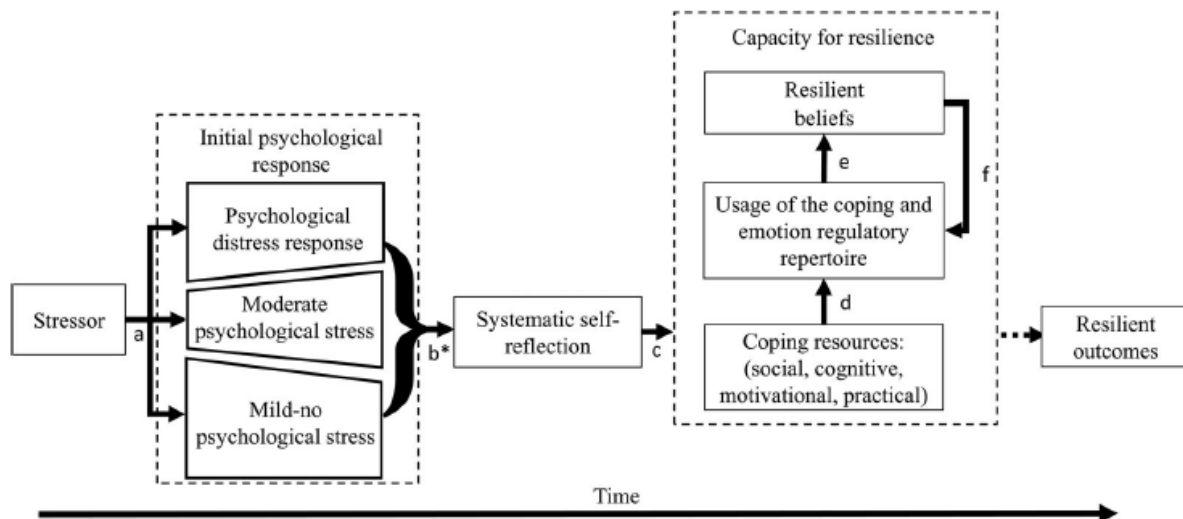 Stressor
a
Initial psychological
response
Psychological
distress response
Moderate
psychological stress
Mild-no
psychological stress
b*
Systematic self-
reflection
c
Capacity for resilience
Resilient
beliefs
e
f
Usage of the coping and
emotion regulatory
repertoire
d
Coping resources:
(social, cognitive,
motivational, practical)
Resilient
outcomes
Time